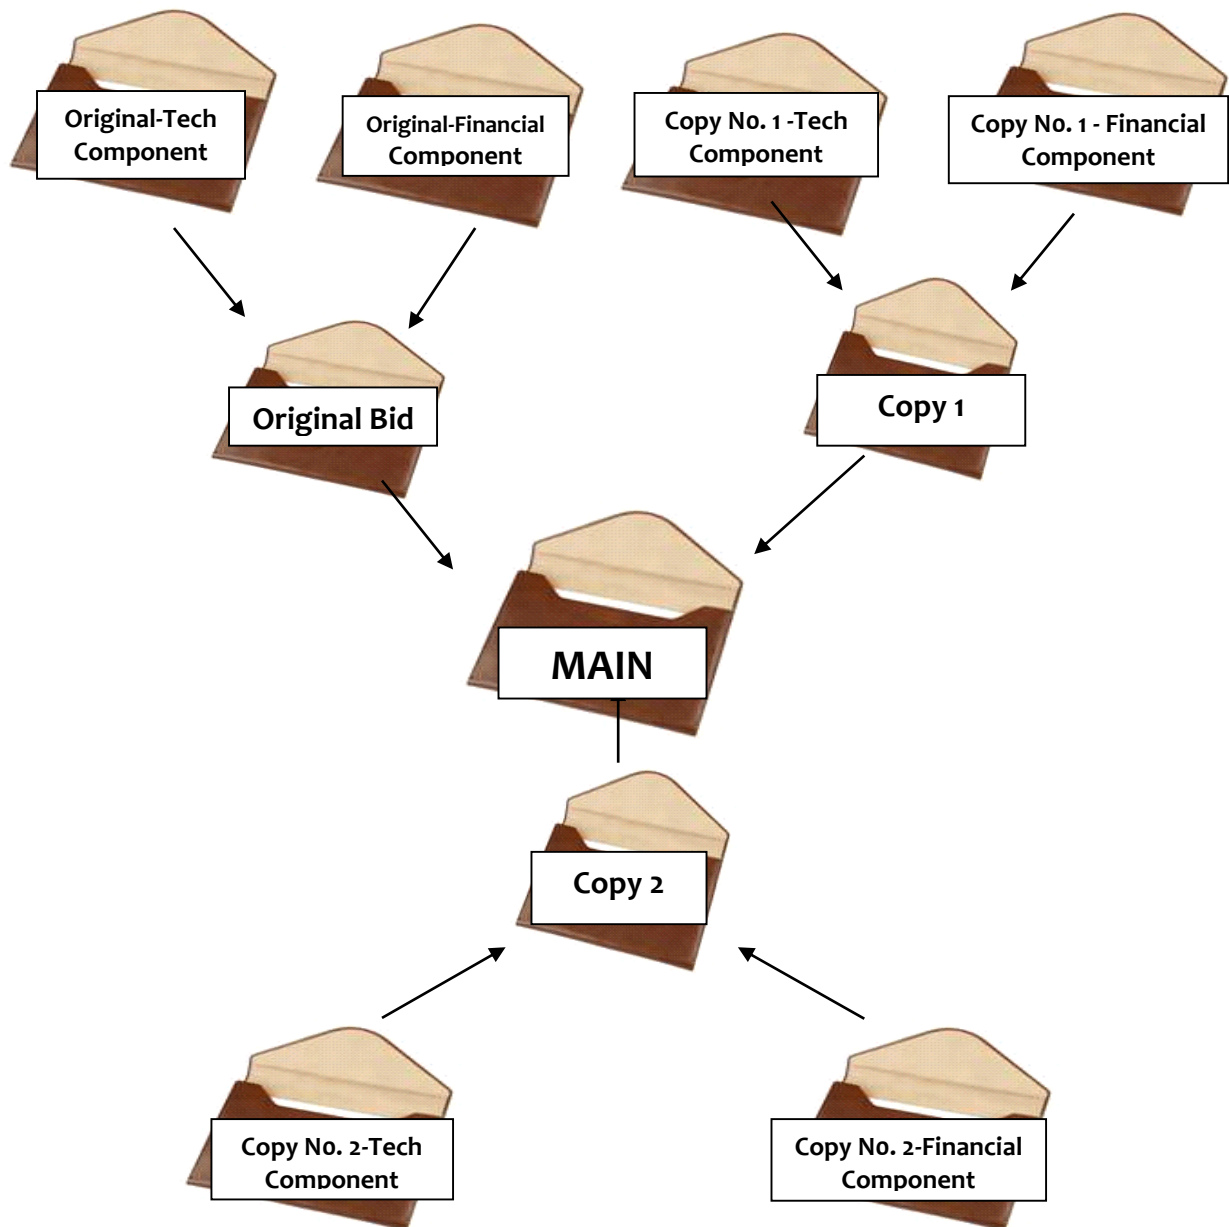 Original-Tech
Component
Original-Financial
Component
Copy No. 1 -Tech
Component
Copy No. 1 - Financial
Component
Original Bid
Copy 1
MAIN
Copy 2
Copy No. 2-Tech
Component
Copy No. 2-Financial
Component